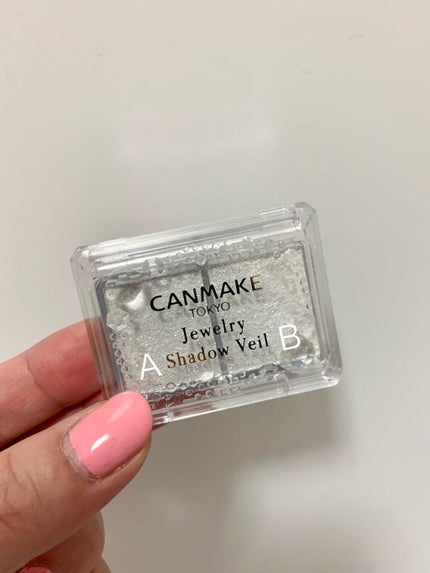 CANMAKE
TOKYO
Jewelry
Shadow Veil
A
B